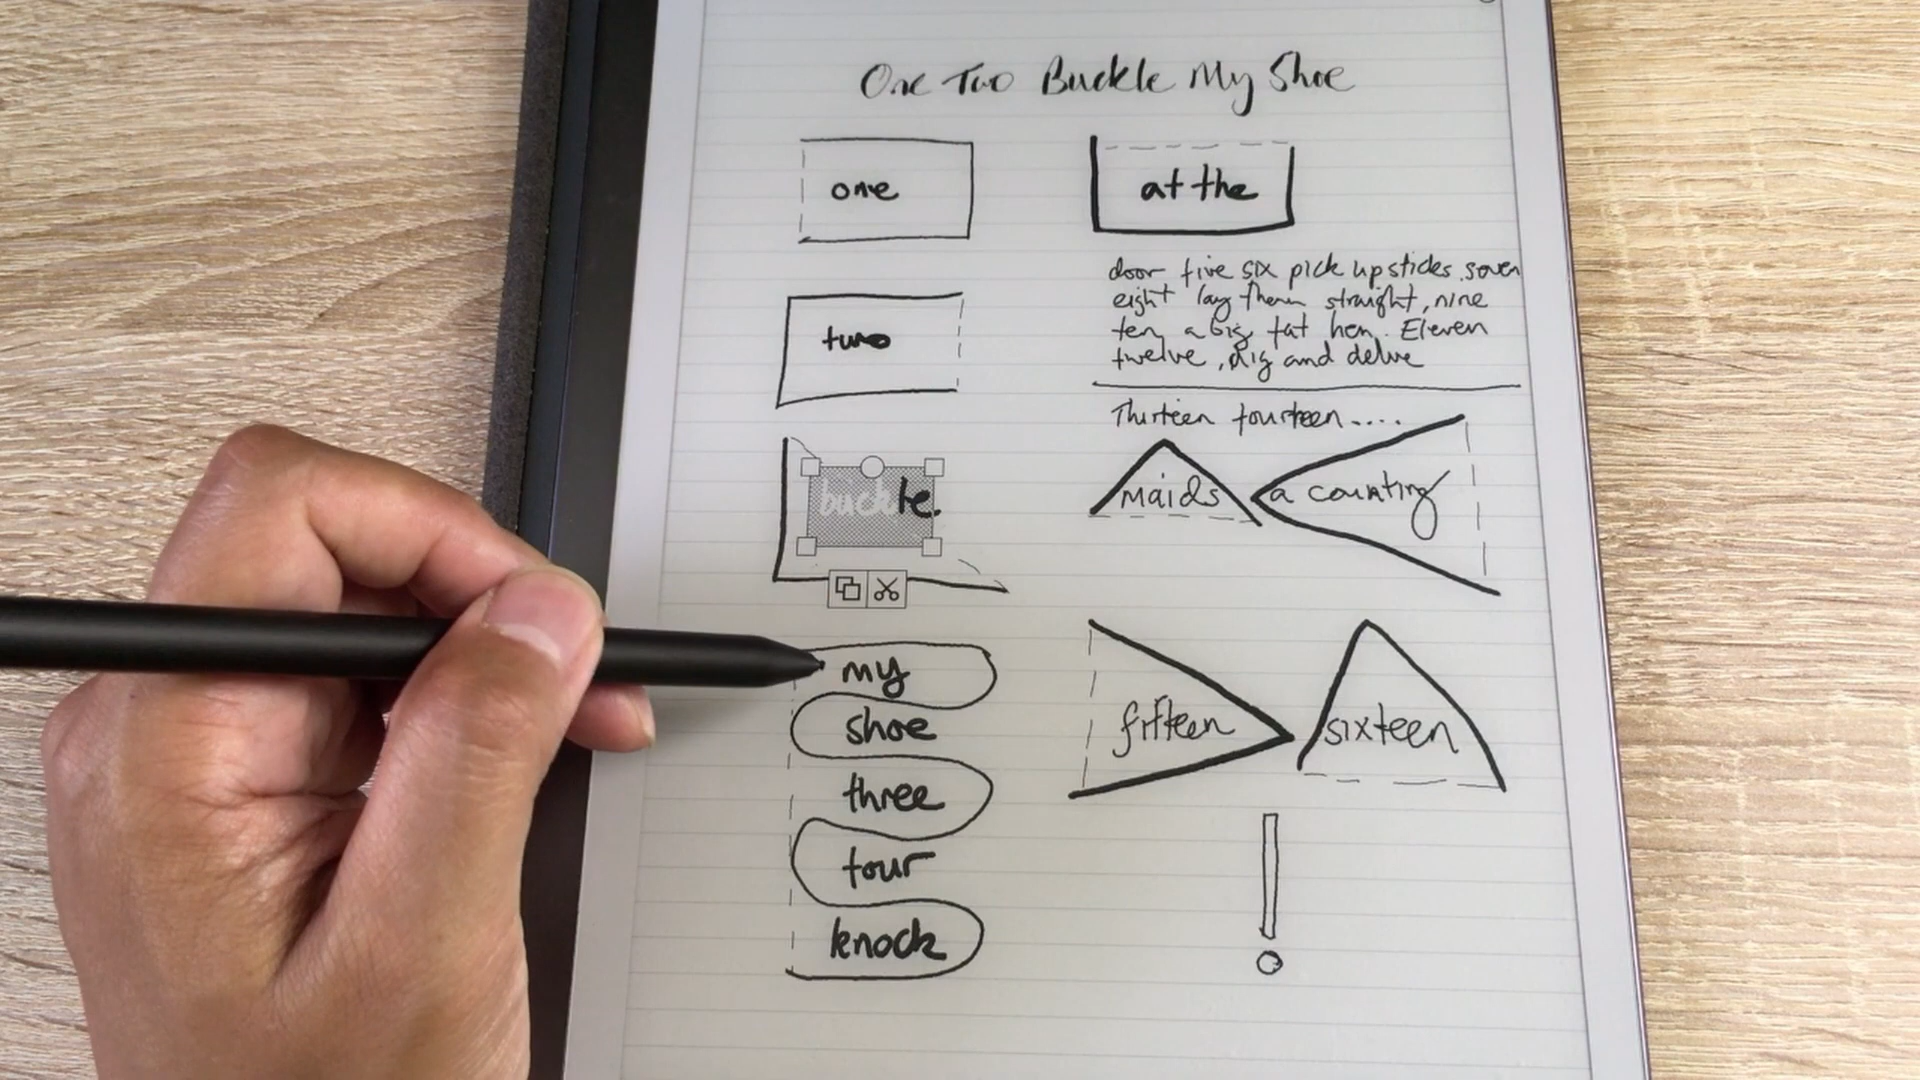 One Two Buckle My Shoe
one
two
buckle.
my
shoe
three
four
knock
at the
door five six pick up sticks seven
eight lay them straight, nine
ten a big fat hen. Eleven
twelve, dig and delve
Thirteen fourteen....
Maids
a counting
fifteen
sixteen
!